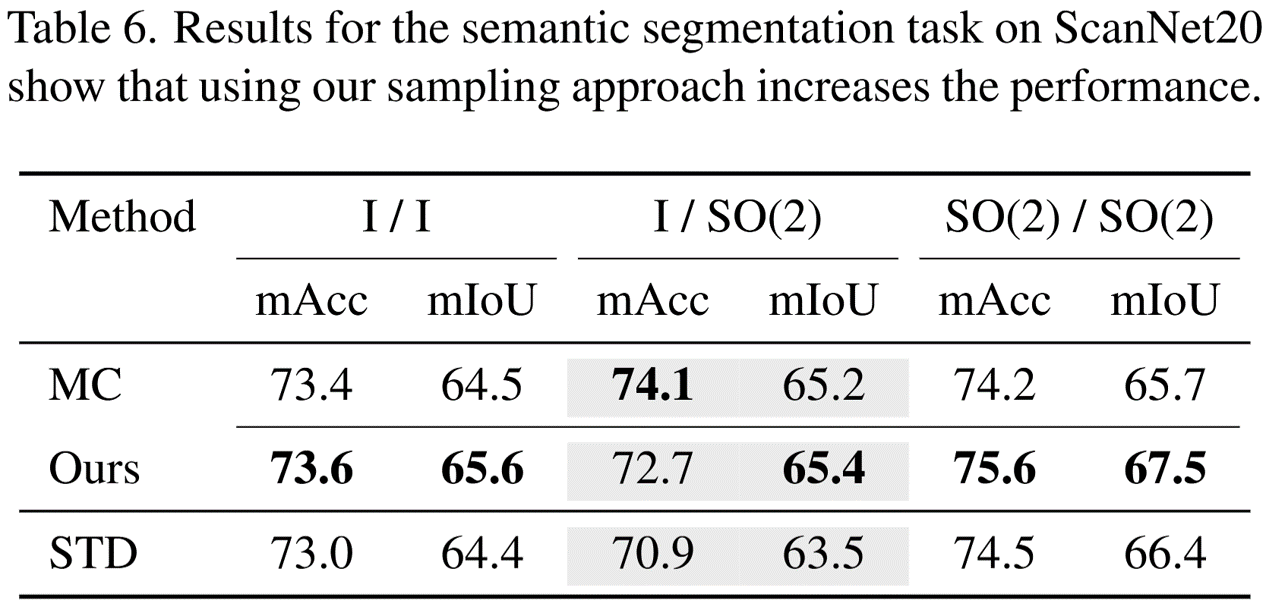 Table 6. Results for the semantic segmentation task on ScanNet20
show that using our sampling approach increases the performance.
Method I / I I / SO(2) SO(2) / SO(2)
mAcc mIoU mAcc mIoU mAcc mIoU
MC 73.4 64.5 74.1 65.2 74.2 65.7
Ours 73.6 65.6 72.7 65.4 75.6 67.5
STD 73.0 64.4 70.9 63.5 74.5 66.4